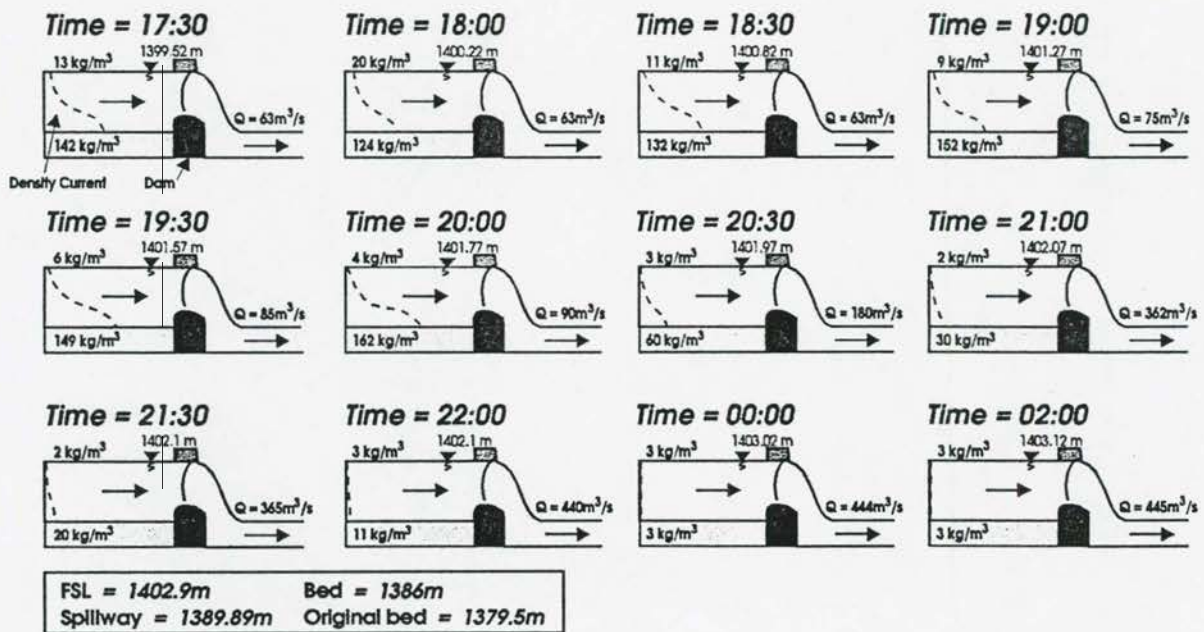 Time = 17:30
1399.52 m
13 kg/m³
Q = 63m³/s
142 kg/m³
Density Current
Dam
Time = 18:00
1400.22 m
20 kg/m³
Q = 63m³/s
124 kg/m³
Time = 18:30
1400.82 m
11 kg/m³
Q = 63m³/s
132 kg/m³
Time = 19:00
1401.27 m
9 kg/m³
Q = 75m³/s
152 kg/m³
Time = 19:30
1401.57 m
6 kg/m³
Q = 85m³/s
149 kg/m³
Time = 20:00
1401.77 m
4 kg/m³
Q = 90m³/s
162 kg/m³
Time = 20:30
1401.97 m
3 kg/m³
Q = 180m³/s
60 kg/m³
Time = 21:00
1402.07 m
2 kg/m³
Q = 362m³/s
30 kg/m³
Time = 21:30
1402.1 m
2 kg/m³
Q = 365m³/s
20 kg/m³
Time = 22:00
1402.1 m
3 kg/m³
Q = 440m³/s
11 kg/m³
Time = 00:00
1403.02 m
3 kg/m³
Q = 444m³/s
3 kg/m³
Time = 02:00
1403.12 m
3 kg/m³
Q = 445m³/s
3 kg/m³
FSL = 1402.9m Bed = 1386m
Spillway = 1389.89m Original bed = 1379.5m